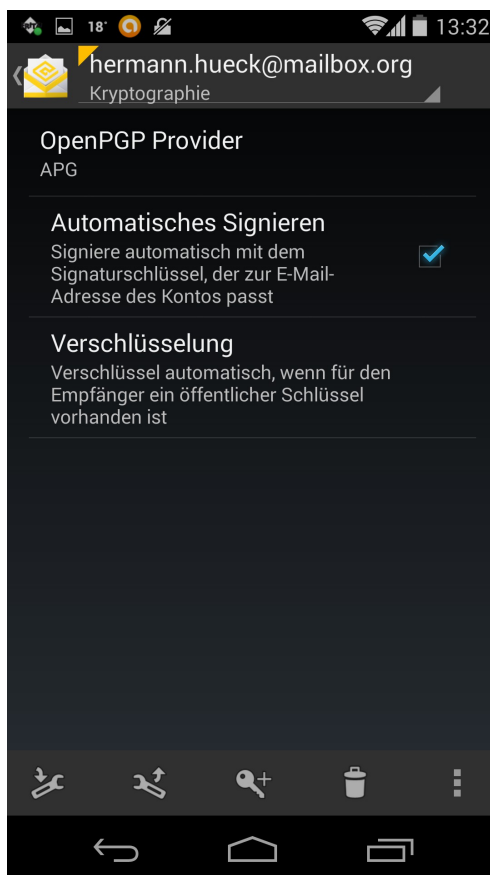 18°
13:32
hermann.hueck@mailbox.org
Kryptographie
OpenPGP Provider
APG
Automatisches Signieren
Signiere automatisch mit dem
Signaturschlüssel, der zur E-Mail-
Adresse des Kontos passt
Verschlüsselung
Verschlüssel automatisch, wenn für den
Empfänger ein öffentlicher Schlüssel
vorhanden ist